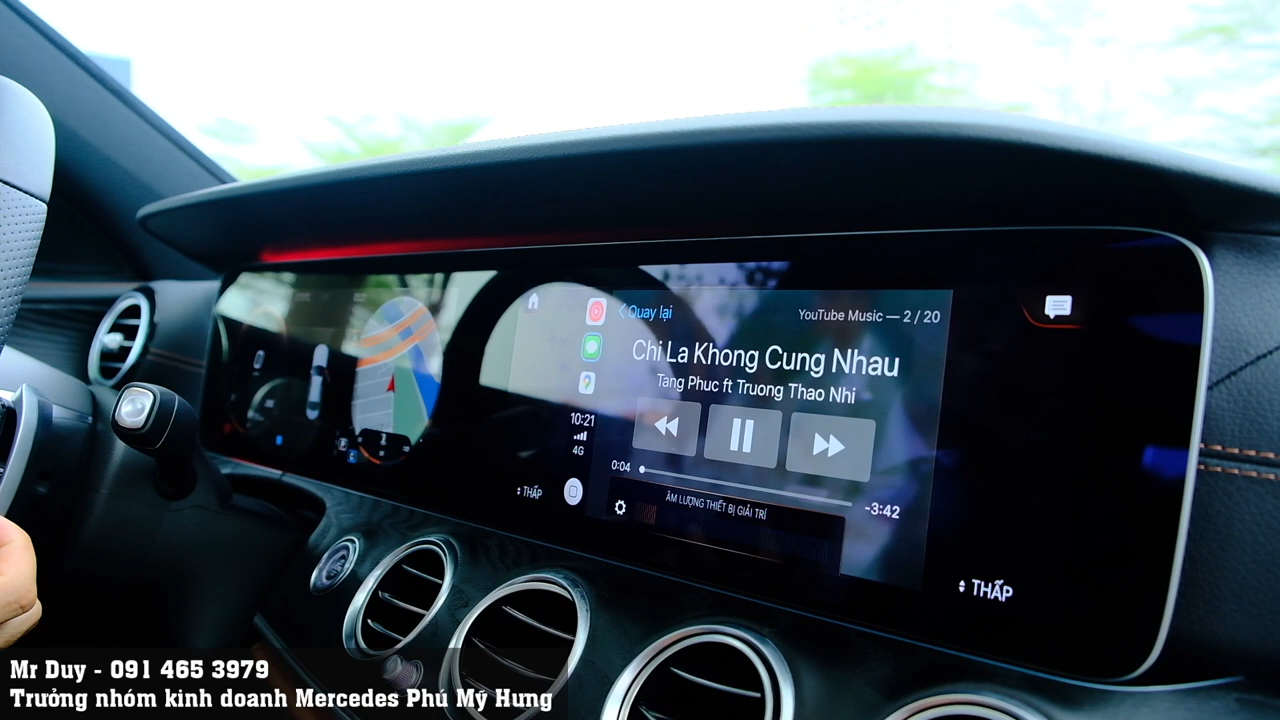 Quay lại
YouTube Music — 2 / 20
Chi La Khong Cung Nhau
Tang Phuc ft Truong Thao Nhi
10:21
4G
0:04
-3:42
ÂM LƯỢNG THIẾT BỊ GIẢI TRÍ
THẤP
THẤP
Mr Duy - 091 465 3979
Trưởng nhóm kinh doanh Mercedes Phú Mỹ Hưng